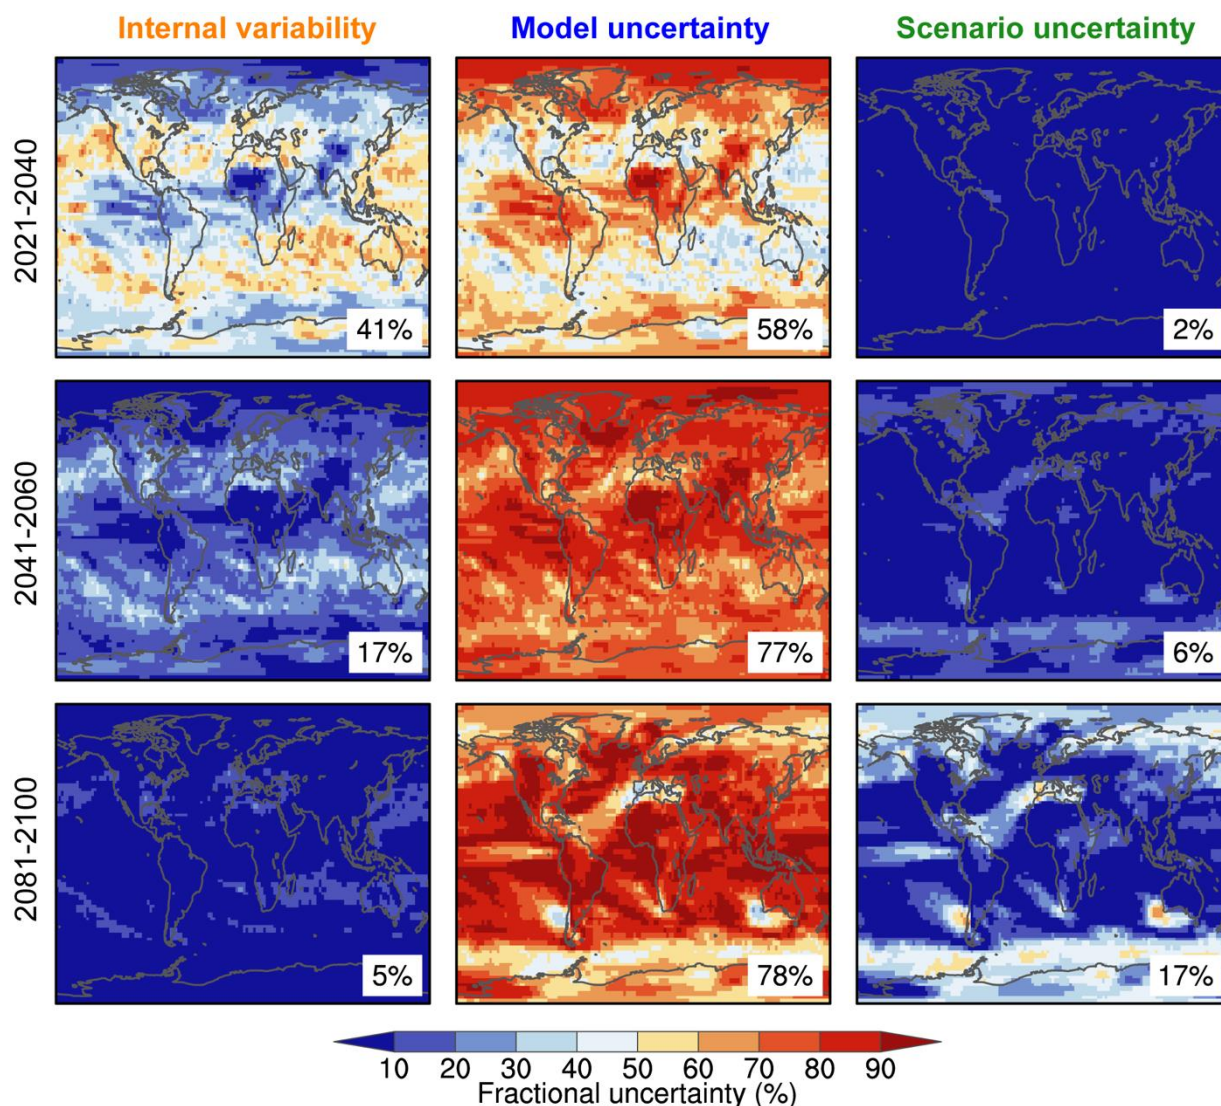 Internal variability Model uncertainty Scenario uncertainty
2021-2040
41% 58% 2%
2041-2060
17% 77% 6%
2081-2100
5% 78% 17%
10 20 30 40 50 60 70 80 90
Fractional uncertainty (%)